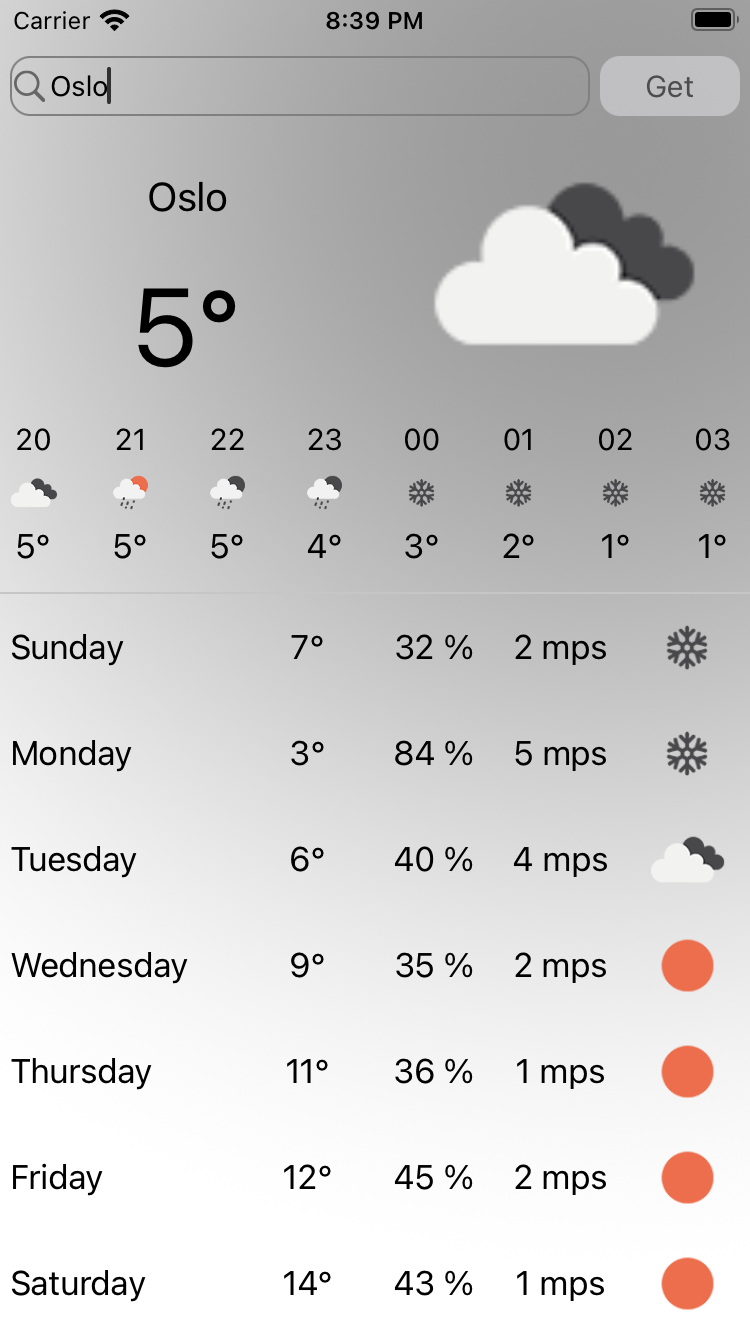 Carrier 8:39 PM
Oslo Get
Oslo
5°
20 21 22 23 00 01 02 03
5° 5° 5° 4° 3° 2° 1° 1°
Sunday 7° 32 % 2 mps
Monday 3° 84 % 5 mps
Tuesday 6° 40 % 4 mps
Wednesday 9° 35 % 2 mps
Thursday 11° 36 % 1 mps
Friday 12° 45 % 2 mps
Saturday 14° 43 % 1 mps